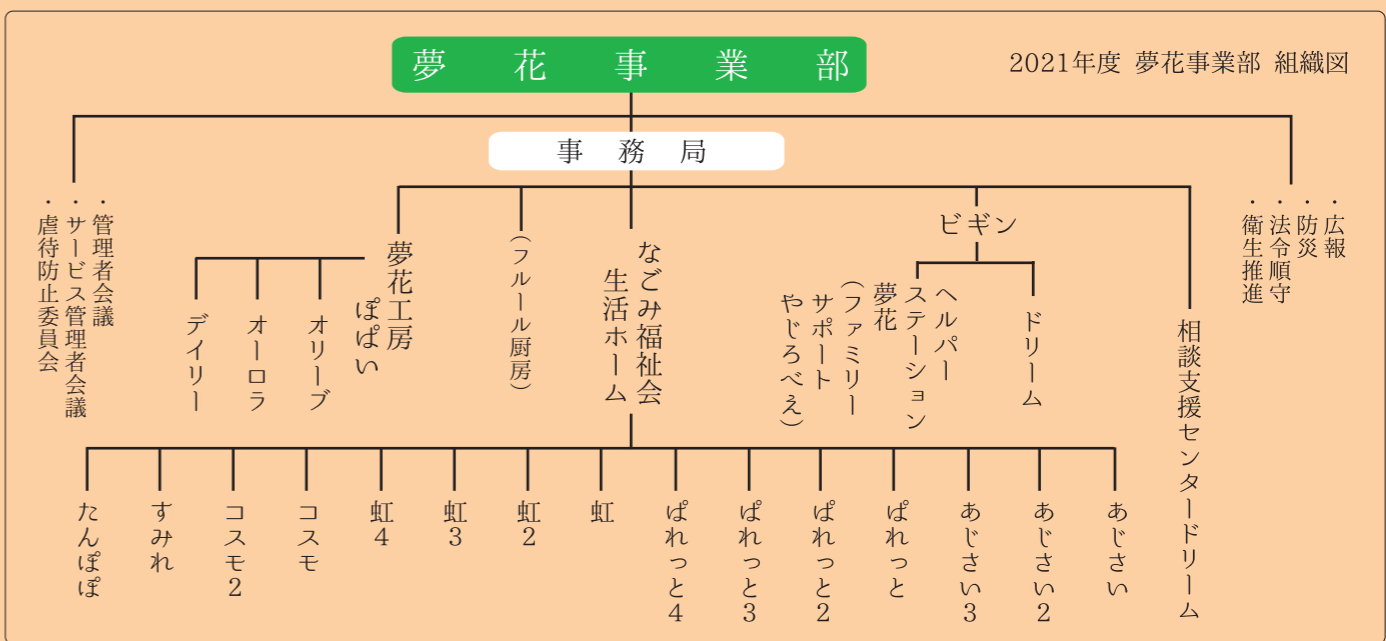 夢花事業部
2021年度 夢花事業部 組織図
事務局
・広報
・防災
・法令順守
・衛生推進
・管理者会議
・サービス管理者会議
・虐待防止委員会
相談支援センタードリーム
ビギン
ドリーム
ヘルパー
ステーション
夢花
(ファミリー
サポート
やじろべえ)
なごみ福祉会
生活ホーム
(フルール厨房)
夢花工房
ぽぱい
オリーブ
オーロラ
デイリー
あじさい
あじさい2
あじさい3
ぱれっと
ぱれっと2
ぱれっと3
ぱれっと4
虹
虹2
虹3
虹4
コスモ
コスモ2
すみれ
たんぽぽ